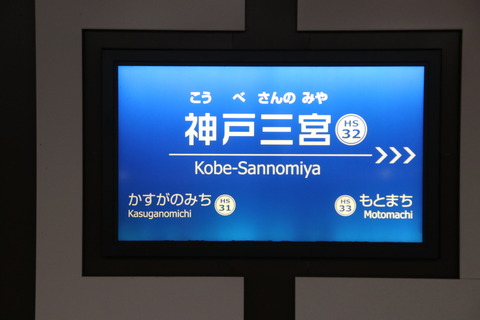 こうべ さんのみや
神戸三宮 HS 32
Kobe-Sannomiya
かすがのみち HS 31 HS 33 もとまち
Kasuganomichi Motomachi